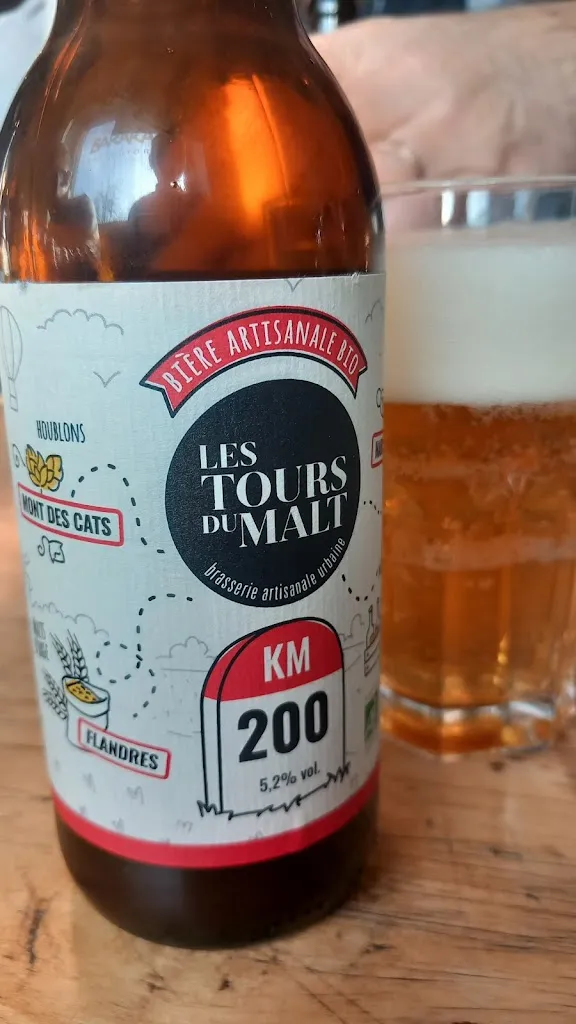 BIÈRE ARTISANALE BIO
HOUBLONS
MONT DES CATS
LES
TOURS
DU MALT
brasserie artisanale urbaine
FLANDRES
KM
200
5,2% vol.